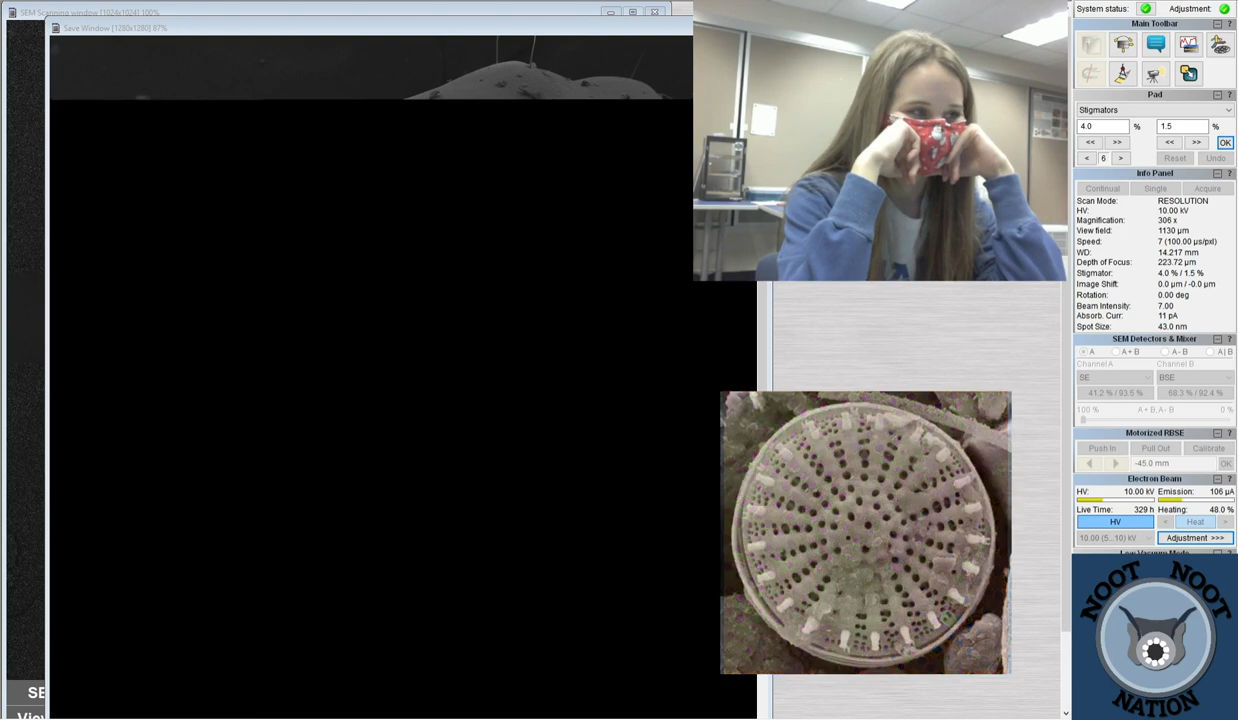 SEM Scanning window [1024x1024] 100%
Save Window [1280x1280] 87%
SE
View
System status: Adjustment:
Main Toolbar
Pad
Stigmators
4.0 % 1.5 %
<< >> << >> OK
< 6 > Reset Undo
Info Panel
Continual Single Acquire
Scan Mode: RESOLUTION
HV: 10.00 kV
Magnification: 306 x
View field: 1130 µm
Speed: 7 (100.00 µs/pxl)
WD: 14.217 mm
Depth of Focus: 223.72 µm
Stigmator: 4.0 % / 1.5 %
Image Shift: 0.0 µm / -0.0 µm
Rotation: 0.00 deg
Beam Intensity: 7.00
Absorb. Curr: 11 pA
Spot Size: 43.0 nm
SEM Detectors & Mixer
A A + B A - B A | B
Channel A Channel B
SE BSE
41.2 % / 93.5 % 68.3 % / 92.4 %
100 % A + B, A - B 0 %
Motorized RBSE
Push In Pull Out Calibrate
-45.0 mm OK
Electron Beam
HV: 10.00 kV Emission: 106 µA
Live Time: 329 h Heating: 48.0 %
HV < Heat >
10.00 (5...10) kV Adjustment >>>
Low Vacuum Mode
NOOT NOOT
NATION